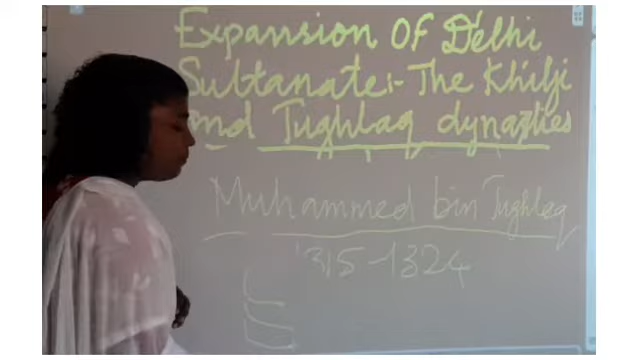 Expansion Of Delhi
Sultanate:- The Khilji
and Tughlaq dynasties
Muhammed bin Tughlaq
1315-1324